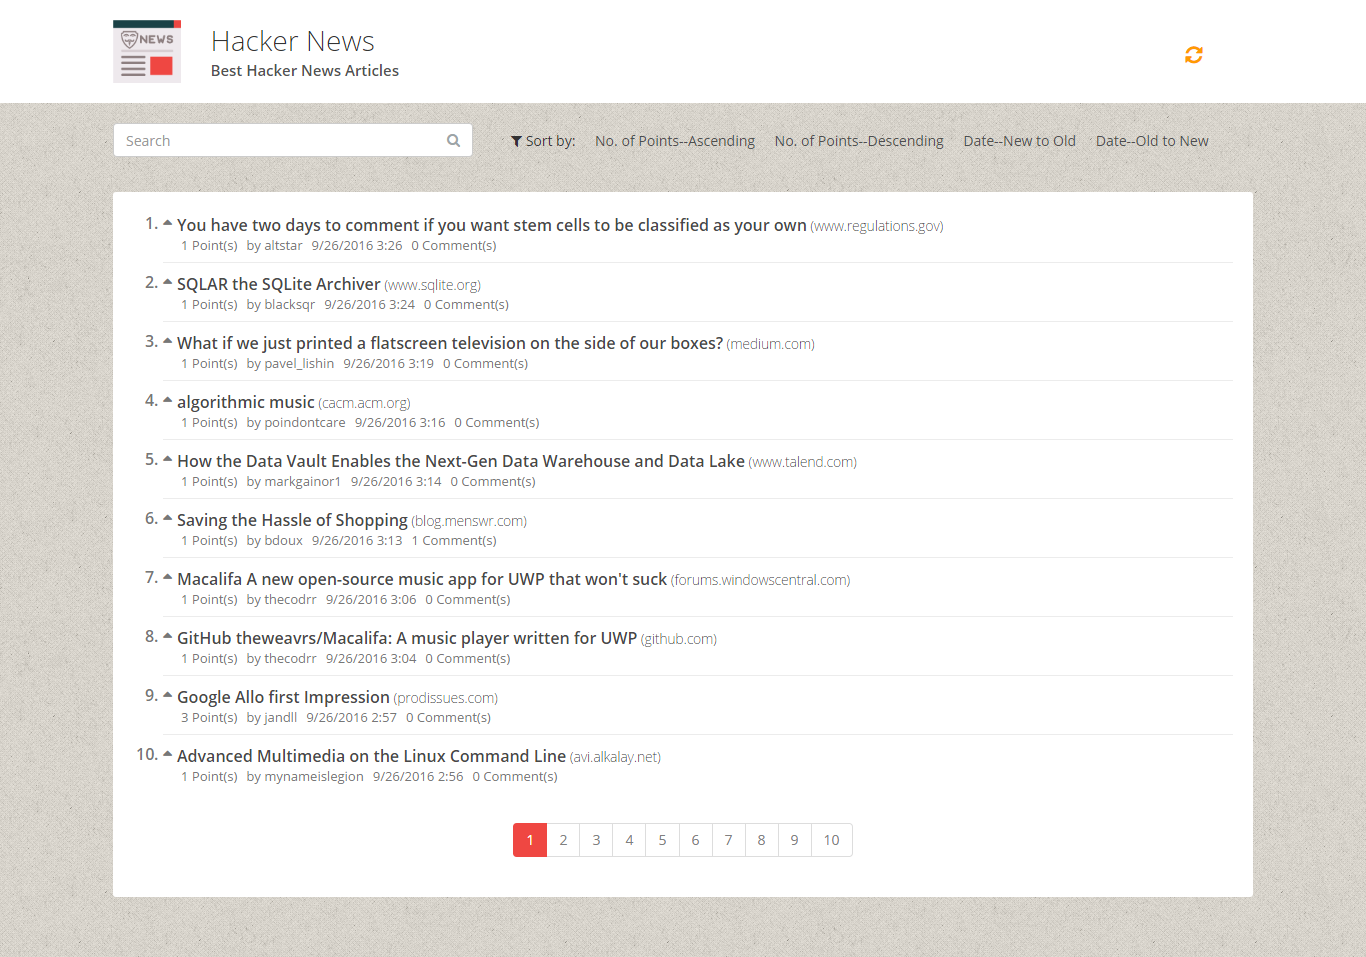 NEWS
Hacker News
Best Hacker News Articles
Search
Sort by: No. of Points--Ascending No. of Points--Descending Date--New to Old Date--Old to New
1. You have two days to comment if you want stem cells to be classified as your own (www.regulations.gov)
1 Point(s) by altstar 9/26/2016 3:26 0 Comment(s)
2. SQLAR the SQLite Archiver (www.sqlite.org)
1 Point(s) by blacksqr 9/26/2016 3:24 0 Comment(s)
3. What if we just printed a flatscreen television on the side of our boxes? (medium.com)
1 Point(s) by pavel_lishin 9/26/2016 3:19 0 Comment(s)
4. algorithmic music (cacm.acm.org)
1 Point(s) by poindontcare 9/26/2016 3:16 0 Comment(s)
5. How the Data Vault Enables the Next-Gen Data Warehouse and Data Lake (www.talend.com)
1 Point(s) by markgainor1 9/26/2016 3:14 0 Comment(s)
6. Saving the Hassle of Shopping (blog.menswr.com)
1 Point(s) by bdoux 9/26/2016 3:13 1 Comment(s)
7. Macalifa A new open-source music app for UWP that won't suck (forums.windowscentral.com)
1 Point(s) by thecodrr 9/26/2016 3:06 0 Comment(s)
8. GitHub theweavrs/Macalifa: A music player written for UWP (github.com)
1 Point(s) by thecodrr 9/26/2016 3:04 0 Comment(s)
9. Google Allo first Impression (prodissues.com)
3 Point(s) by jandll 9/26/2016 2:57 0 Comment(s)
10. Advanced Multimedia on the Linux Command Line (avi.alkalay.net)
1 Point(s) by mynameislegion 9/26/2016 2:56 0 Comment(s)
1 2 3 4 5 6 7 8 9 10